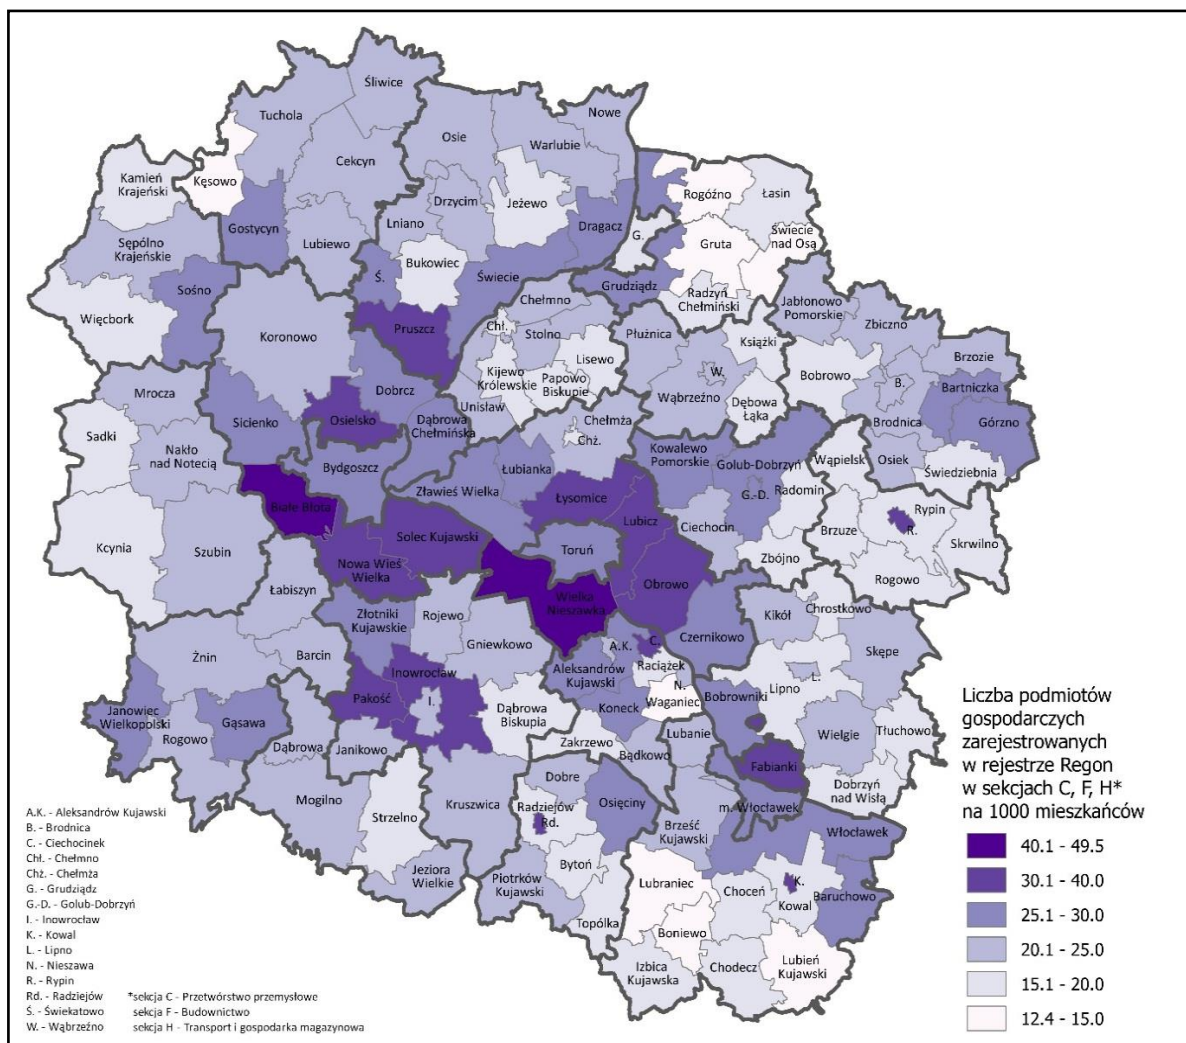 Śliwice
Tuchola
Nowe
Osie
Warlubie
Cekcyn
Kamień
Krajeński
Kęsowo
Rogóźno
Łasin
Drzycim
Jeżewo
Gostycyn
Lniano
Dragacz
Świecie
nad Osą
Sępólno
Krajeńskie
Lubiewo
G.
Gruta
Bukowiec
Ś.
Świecie
Grudziądz
Sośno
Radzyń
Chełmiński
Więcbork
Chełmno
Jabłonowo
Pomorskie
Koronowo
Pruszcz
Chł.
Stolno
Płużnica
Książki
Zbiczno
Lisewo
Brzozie
Kijewo
Królewskie
Papowo
Biskupie
W.
Bobrowo
B.
Bartniczka
Mrocza
Dobrcz
Wąbrzeźno
Dębowa
Łąka
Unisław
Chełmża
Brodnica
Górzno
Sicienko
Osielsko
Dąbrowa
Chełmińska
Chż.
Sadki
Nakło
nad Notecią
Kowalewo
Pomorskie
Golub-Dobrzyń
Wąpielsk
Osiek
Świedziebnia
Bydgoszcz
Łubianka
Zławieś Wielka
G.-D.
Radomin
Łysomice
Białe Błota
Lubicz
Ciechocin
Rypin
R.
Brzuze
Skrwilno
Kcynia
Szubin
Solec Kujawski
Toruń
Zbójno
Nowa Wieś
Wielka
Obrowo
Rogowo
Łabiszyn
Wielka
Nieszawka
Złotniki
Kujawskie
Rojewo
Kikół
Chrostkowo
Czernikowo
Gniewkowo
A.K.
C.
Skępe
Żnin
Barcin
Inowrocław
Aleksandrów
Kujawski
Raciążek
N.
Waganiec
Lipno
L.
Pakość
I.
Dąbrowa
Biskupia
Koneck
Bobrowniki
Janowiec
Wielkopolski
Gąsawa
Rogowo
Dąbrowa
Janikowo
Zakrzewo
Bądkowo
Lubanie
Wielgie
Tłuchowo
Fabianki
Dobre
Dobrzyń
nad Wisłą
Mogilno
Strzelno
Kruszwica
Radziejów
Rd.
Osięciny
m. Włocławek
Brześć
Kujawski
Włocławek
Bytoń
Jeziora
Wielkie
Piotrków
Kujawski
Lubraniec
Choceń
K.
Kowal
Baruchowo
Topólka
Boniewo
Izbica
Kujawska
Chodecz
Lubień
Kujawski
A.K. - Aleksandrów Kujawski
B. - Brodnica
C. - Ciechocinek
Chł. - Chełmno
Chż. - Chełmża
G. - Grudziądz
G.-D. - Golub-Dobrzyń
I. - Inowrocław
K. - Kowal
L. - Lipno
N. - Nieszawa
R. - Rypin
Rd. - Radziejów
Ś. - Świekatowo
W. - Wąbrzeźno
*sekcja C - Przetwórstwo przemysłowe
sekcja F - Budownictwo
sekcja H - Transport i gospodarka magazynowa
Liczba podmiotów
gospodarczych
zarejestrowanych
w rejestrze Regon
w sekcjach C, F, H*
na 1000 mieszkańców
40.1 - 49.5
30.1 - 40.0
25.1 - 30.0
20.1 - 25.0
15.1 - 20.0
12.4 - 15.0